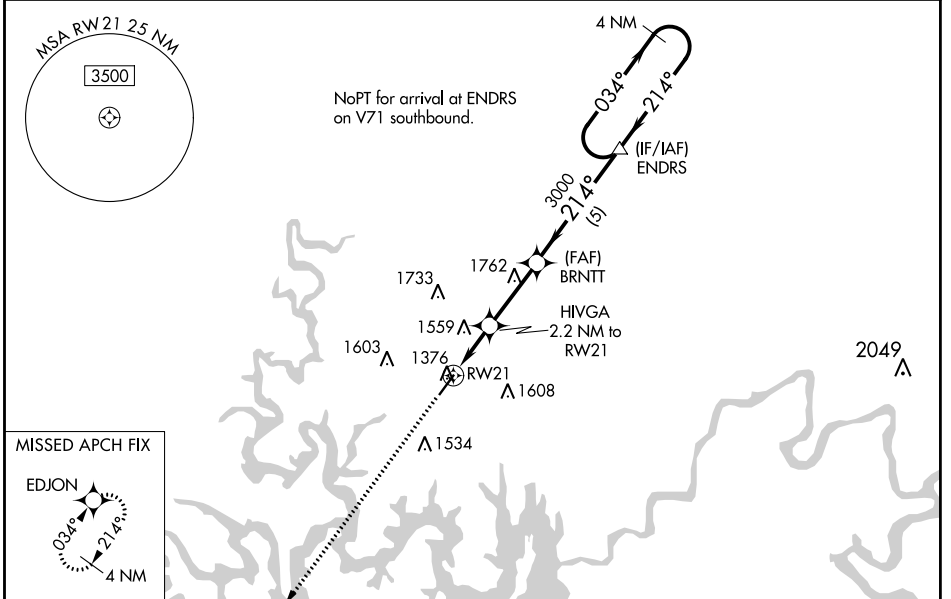 MSA RW 21 25 NM
3500
NoPT for arrival at ENDRS
on V71 southbound.
4 NM
034°
214°
(IF/IAF)
ENDRS
3000
214°
(5)
(FAF)
BRNTT
1762
1733
HIVGA
2.2 NM to
RW21
1559
1603
1376
RW21
1608
2049
1534
MISSED APCH FIX
EDJON
034°
214°
4 NM